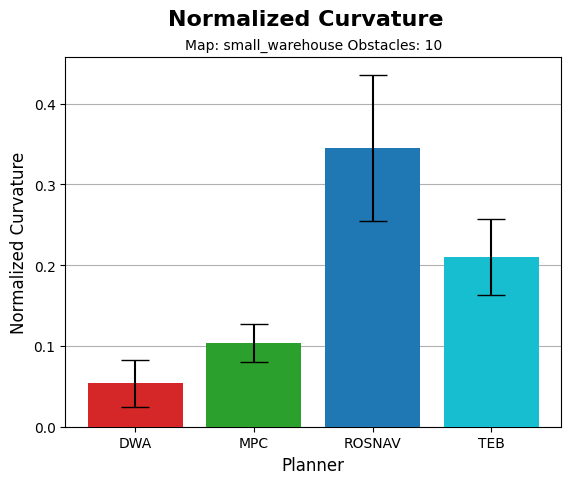 Normalized Curvature
Map: small_warehouse Obstacles: 10
Normalized Curvature
0.4
0.3
0.2
0.1
0.0
DWA MPC ROSNAV TEB
Planner